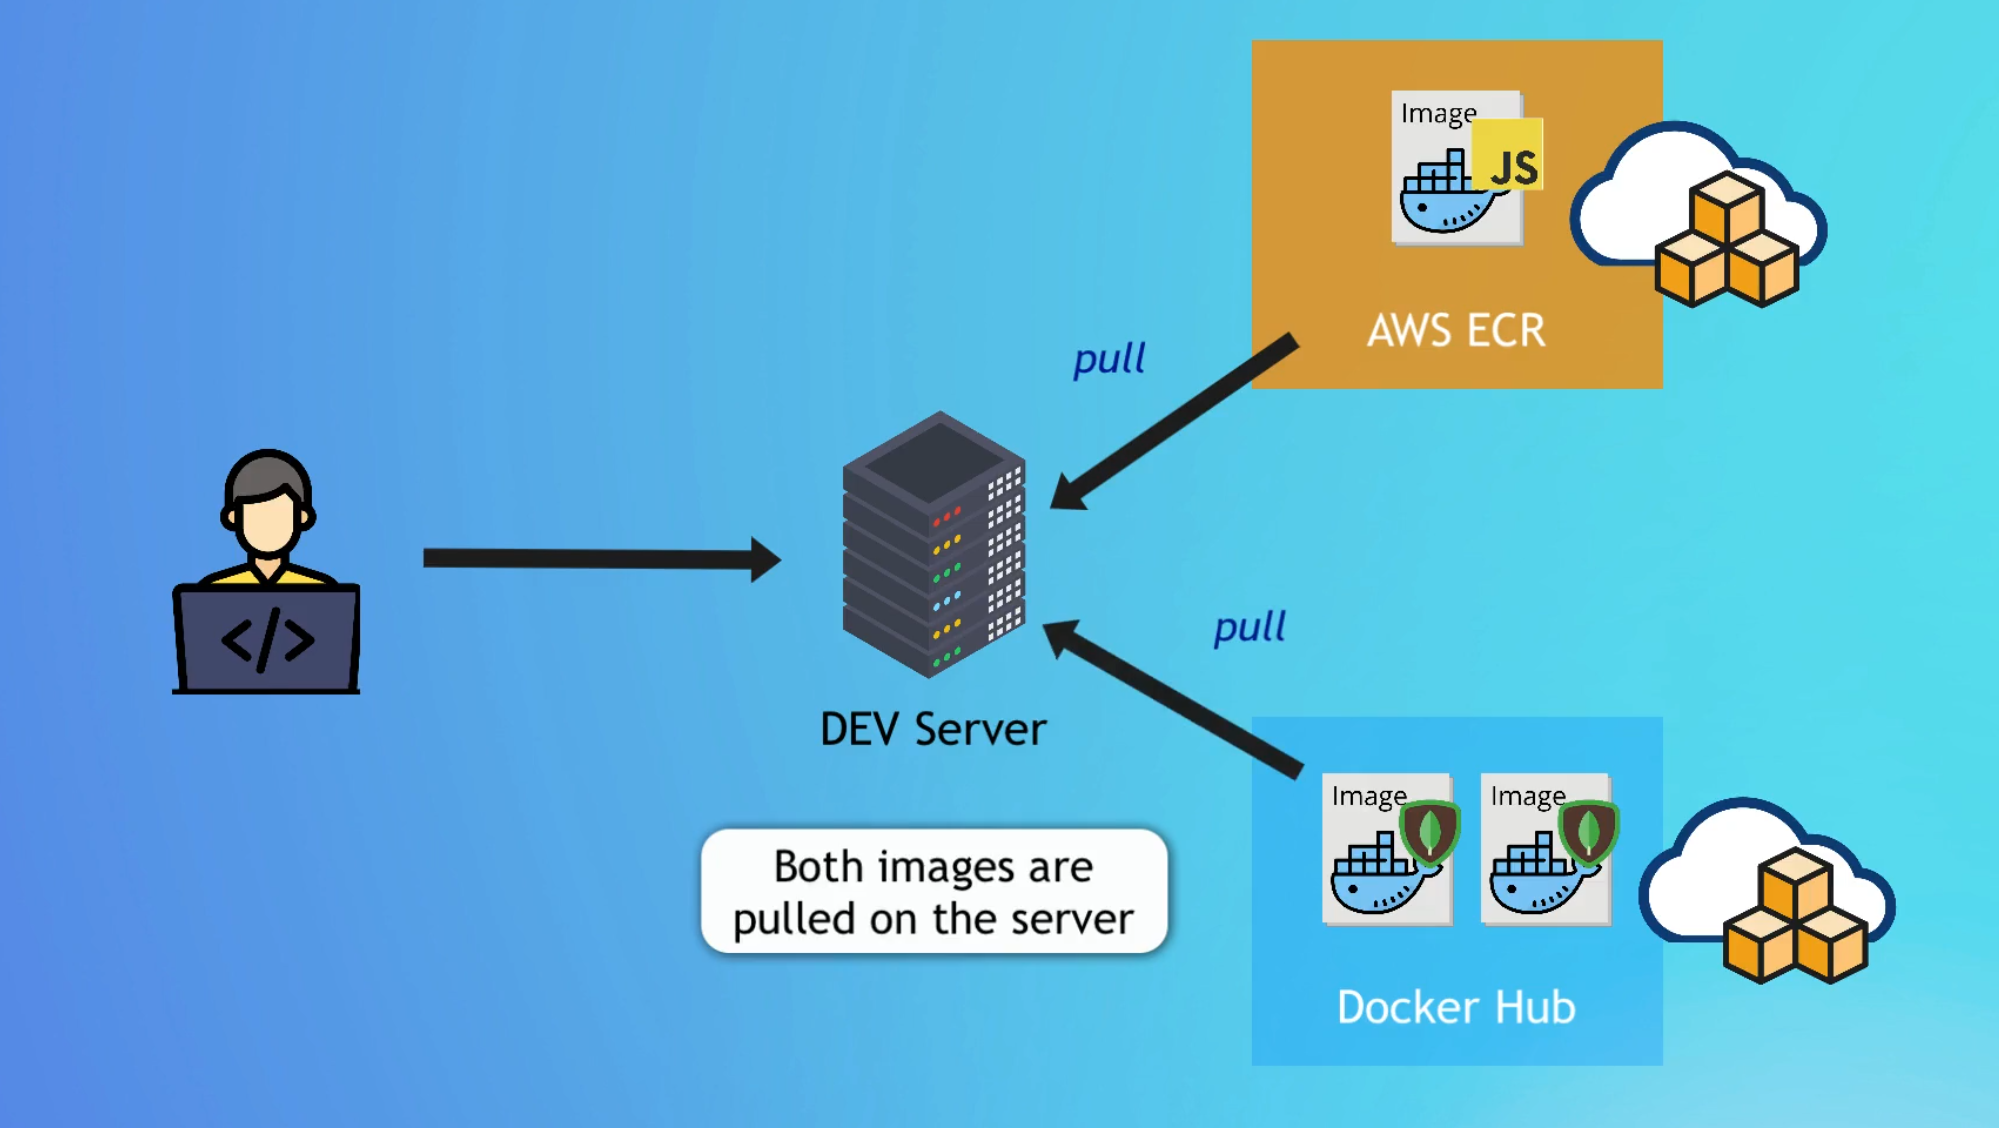 Image
JS
AWS ECR
pull
pull
DEV Server
Both images are
pulled on the server
Image
Image
Docker Hub